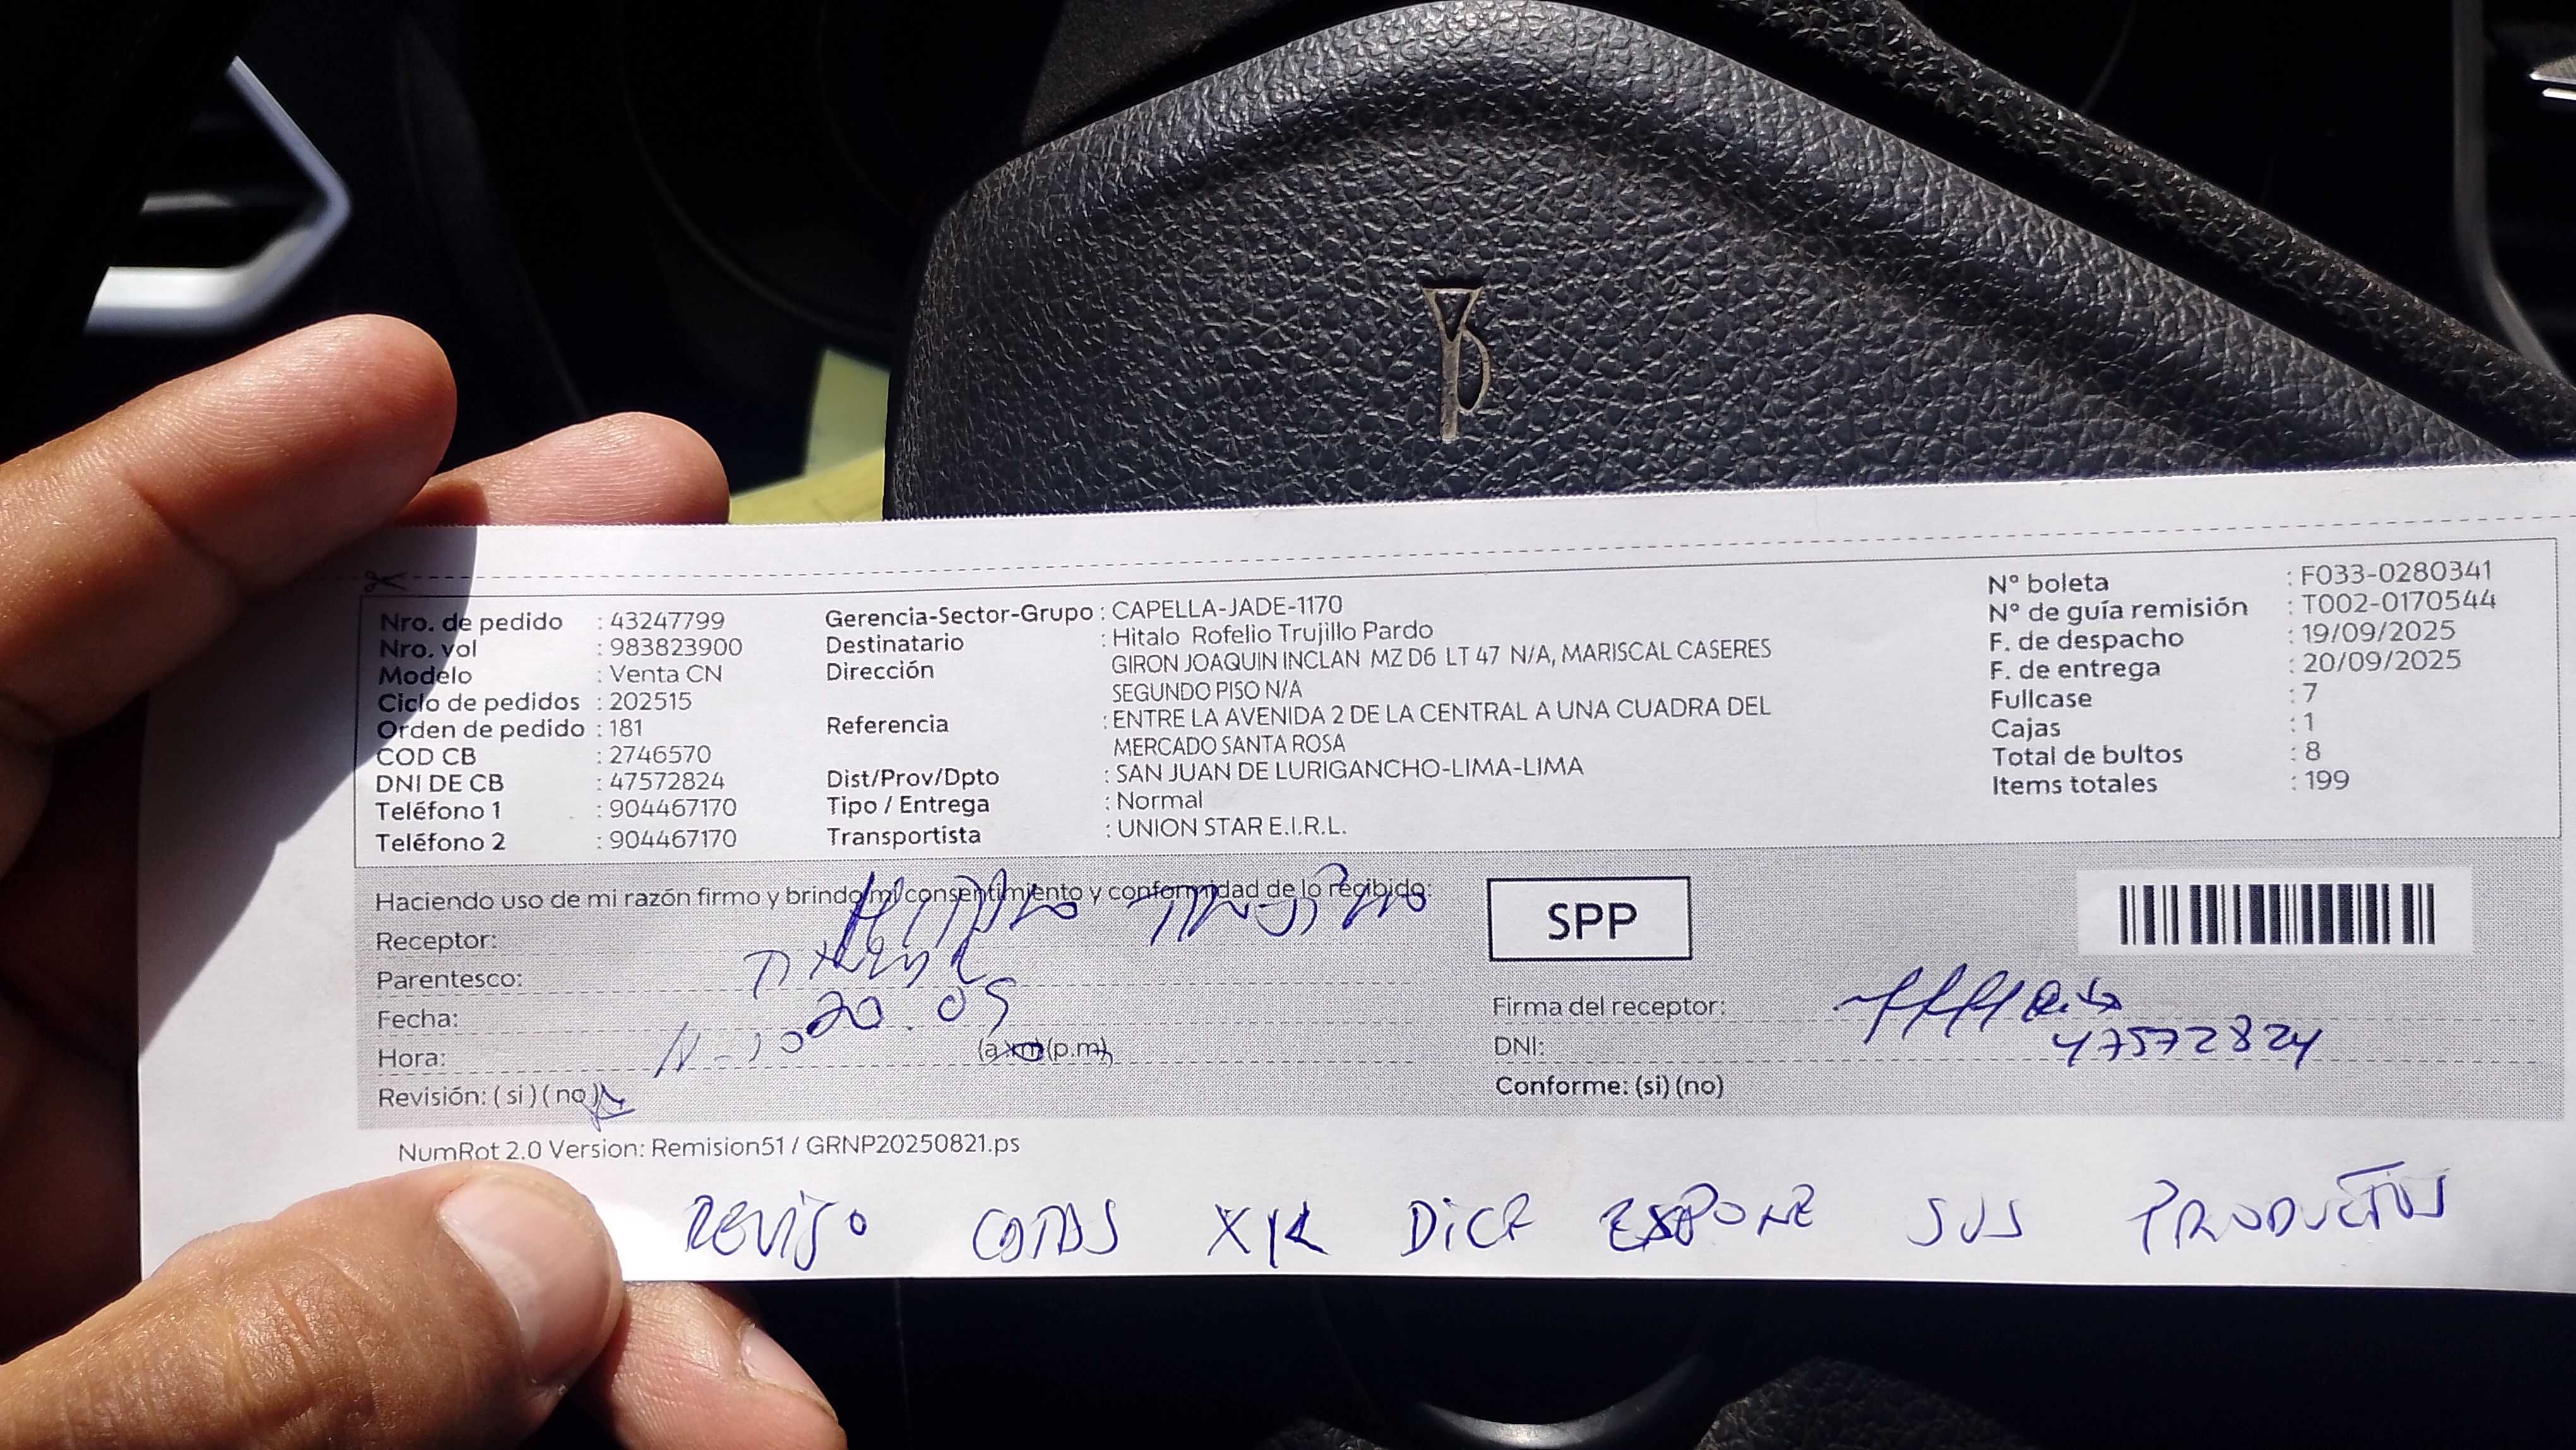 Nro. de pedido : 43247799
Nro. vol : 983823900
Modelo : Venta CN
Ciclo de pedidos : 202515
Orden de pedido : 181
COD CB : 2746570
DNI DE CB : 47572824
Teléfono 1 : 904467170
Teléfono 2 : 904467170
Gerencia-Sector-Grupo : CAPELLA-JADE-1170
Destinatario : Hitalo Rofelio Trujillo Pardo
Dirección GIRON JOAQUIN INCLAN MZ D6 LT 47 N/A, MARISCAL CASERES
SEGUNDO PISO N/A
Referencia : ENTRE LA AVENIDA 2 DE LA CENTRAL A UNA CUADRA DEL
MERCADO SANTA ROSA
Dist/Prov/Dpto : SAN JUAN DE LURIGANCHO-LIMA-LIMA
Tipo / Entrega : Normal
Transportista : UNION STAR E.I.R.L.
N° boleta : F033-0280341
N° de guía remisión : T002-0170544
F. de despacho : 19/09/2025
F. de entrega : 20/09/2025
Fullcase : 7
Cajas : 1
Total de bultos : 8
Items totales : 199
Haciendo uso de mi razón firmo y brindo mi consentimiento y conformidad de lo recibido:
Receptor:
Parentesco:
Fecha: 20.09
Hora: (a.m) (p.m)
Revisión: (si) (no)
SPP
Firma del receptor:
DNI: 47572824
Conforme: (si) (no)
NumRot 2.0 Version: Remision51 / GRNP20250821.ps
REVISO COTAS X/K DICE EXPONE SUS PRODUCTOS